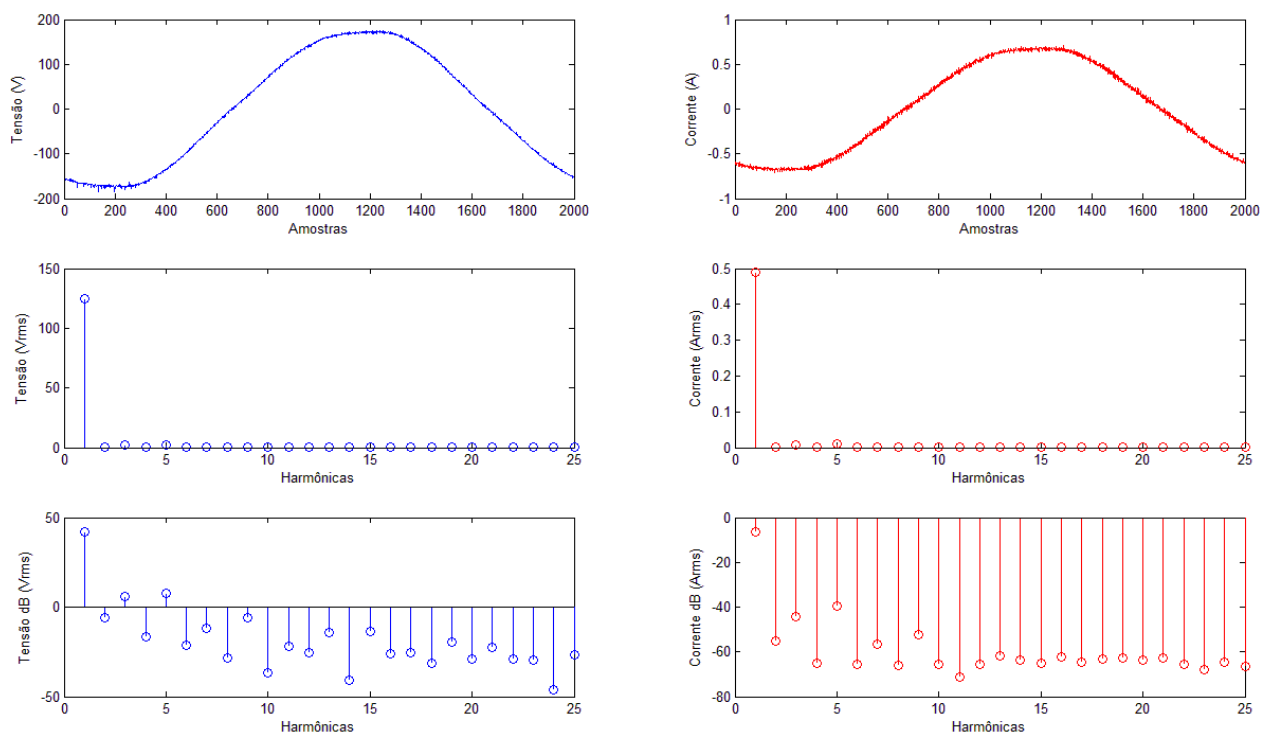 200
100
0
-100
-200
Tensão (V)
0 200 400 600 800 1000 1200 1400 1600 1800 2000
Amostras
1
0.5
0
-0.5
-1
Corrente (A)
0 200 400 600 800 1000 1200 1400 1600 1800 2000
Amostras
150
100
50
0
Tensão (Vrms)
0 5 10 15 20 25
Harmônicas
0.5
0.4
0.3
0.2
0.1
0
Corrente (Arms)
0 5 10 15 20 25
Harmônicas
50
0
-50
Tensão dB (Vrms)
0 5 10 15 20 25
Harmônicas
0
-20
-40
-60
-80
Corrente dB (Arms)
0 5 10 15 20 25
Harmônicas